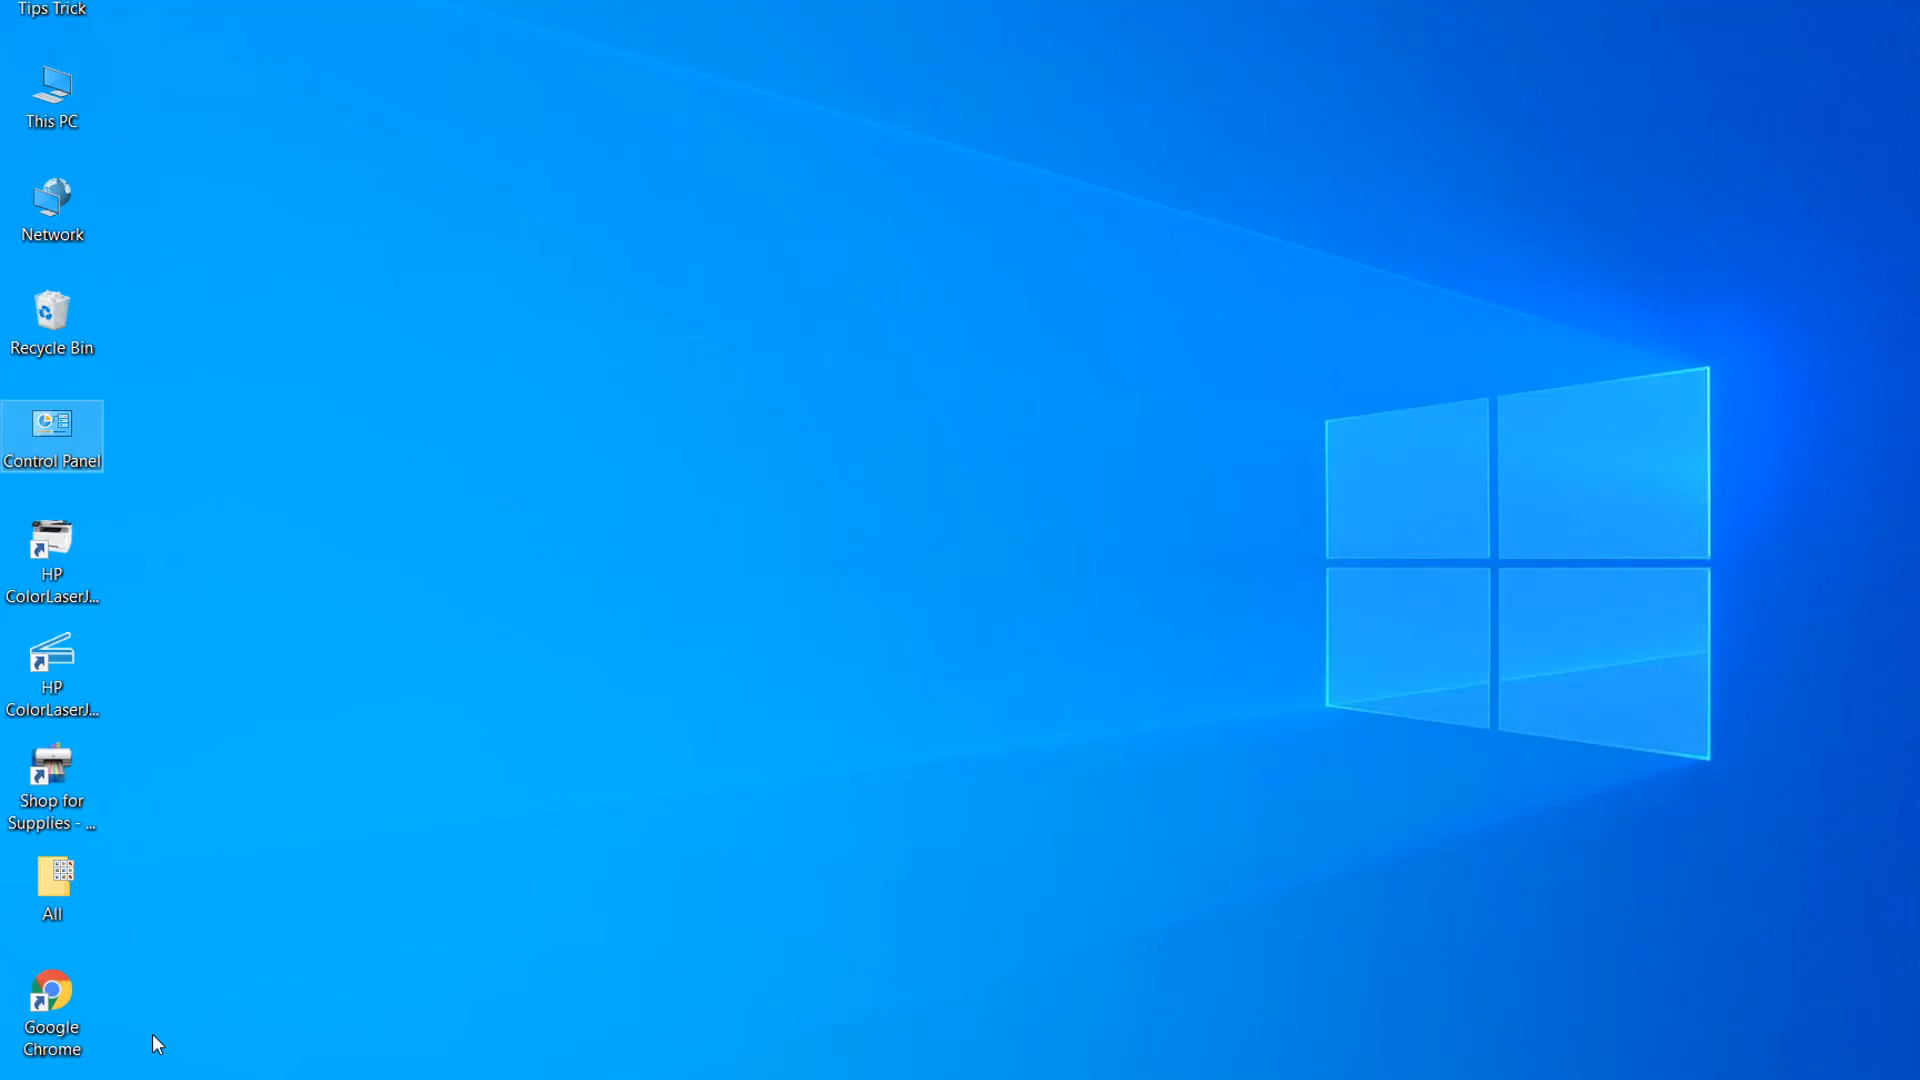 Tips Trick
This PC
Network
Recycle Bin
Control Panel
HP
ColorLaserJ...
HP
ColorLaserJ...
Shop for
Supplies - ...
All
Google
Chrome